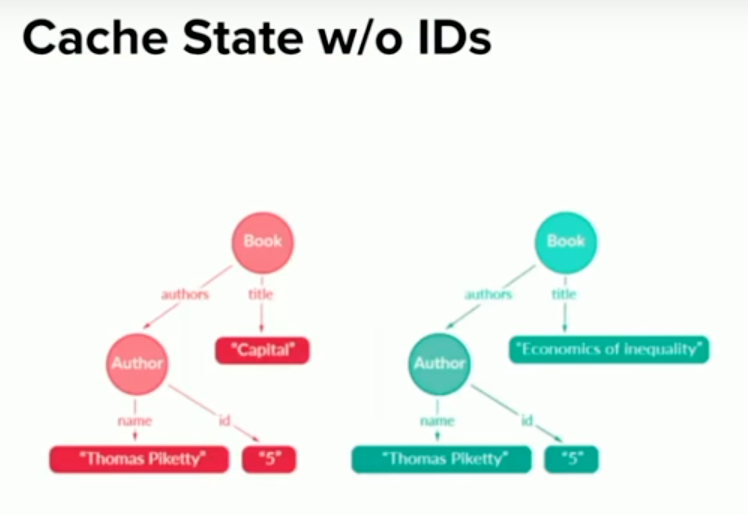 Cache State w/o IDs
Book
Book
authors
title
authors
title
"Capital"
"Economics of inequality"
Author
Author
name
id
name
id
"Thomas Piketty"
"5"
"Thomas Piketty"
"5"